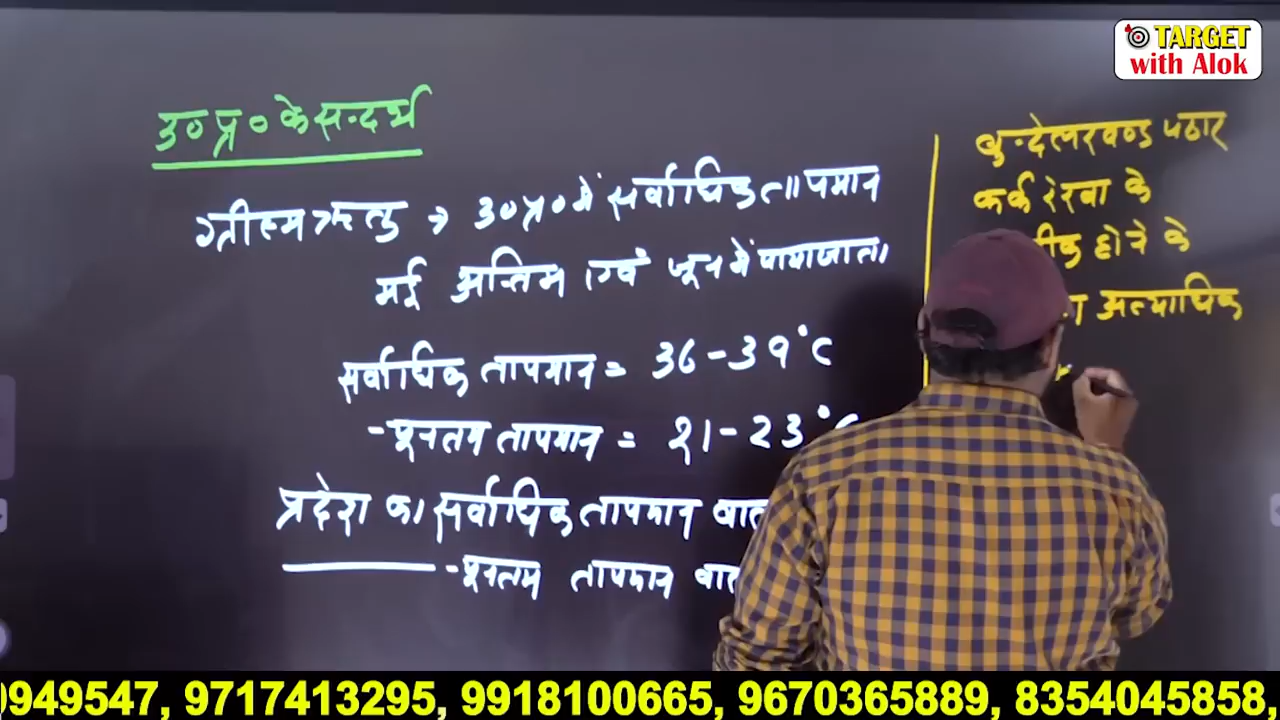 TARGET
with Alok
उ०प्र० के सन्दर्भ
ग्रीष्म ऋतु → उ०प्र० में सर्वाधिक तापमान
मई अन्तिम एवं जून में पाया जाता
सर्वाधिक तापमान = 36-39°C
न्यूनतम तापमान = 21-23°C
प्रदेश का सर्वाधिक तापमान
न्यूनतम तापमान
बुन्देलखण्ड पठार
कर्क रेखा के
होने के
अत्याधिक
949547, 9717413295, 9918100665, 9670365889, 8354045858,